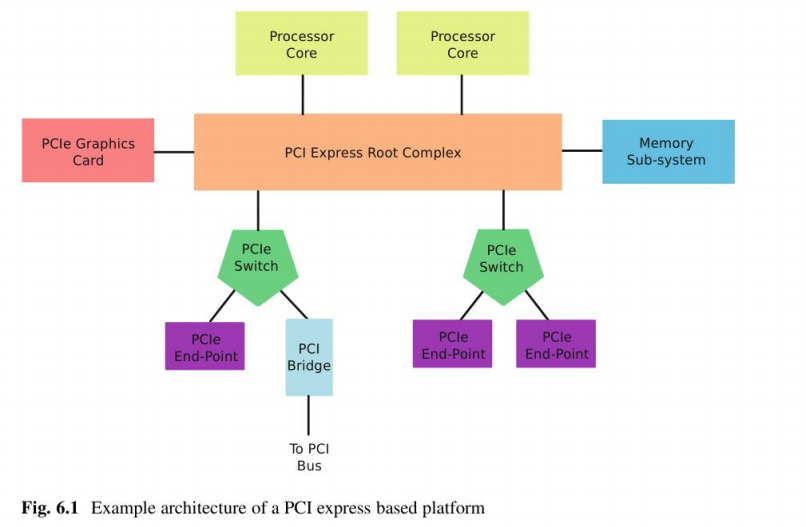 Processor
Core
Processor
Core
PCIe Graphics
Card
PCI Express Root Complex
Memory
Sub-system
PCIe
Switch
PCIe
Switch
PCIe
End-Point
PCI
Bridge
PCIe
End-Point
PCIe
End-Point
To PCI
Bus
Fig. 6.1 Example architecture of a PCI express based platform